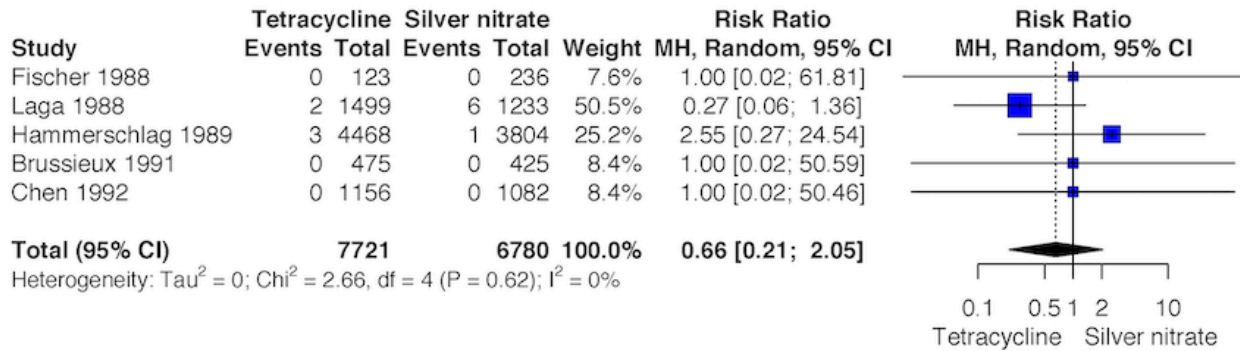 Tetracycline Silver nitrate Risk Ratio Risk Ratio
Study Events Total Events Total Weight MH, Random, 95% CI MH, Random, 95% CI
Fischer 1988 0 123 0 236 7.6% 1.00 [0.02; 61.81]
Laga 1988 2 1499 6 1233 50.5% 0.27 [0.06; 1.36]
Hammerschlag 1989 3 4468 1 3804 25.2% 2.55 [0.27; 24.54]
Brussieux 1991 0 475 0 425 8.4% 1.00 [0.02; 50.59]
Chen 1992 0 1156 0 1082 8.4% 1.00 [0.02; 50.46]
Total (95% CI) 7721 6780 100.0% 0.66 [0.21; 2.05]
Heterogeneity: Tau² = 0; Chi² = 2.66, df = 4 (P = 0.62); I² = 0%
0.1 0.5 1 2 10
Tetracycline Silver nitrate